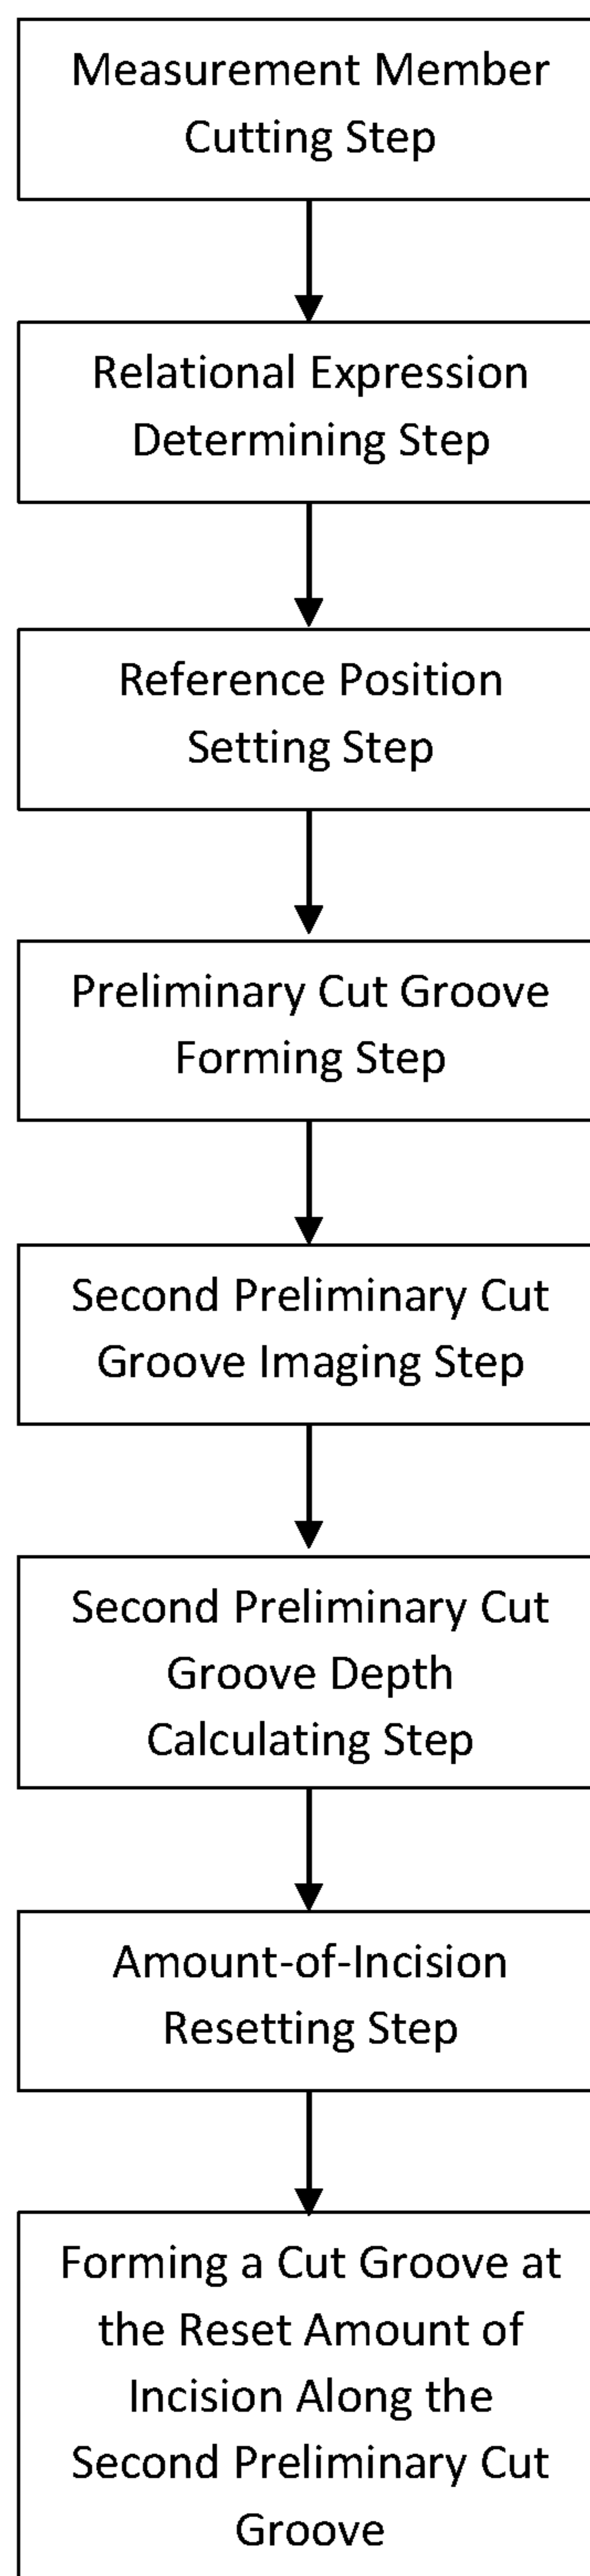 Measurement Member
Cutting Step
Relational Expression
Determining Step
Reference Position
Setting Step
Preliminary Cut Groove
Forming Step
Second Preliminary Cut
Groove Imaging Step
Second Preliminary Cut
Groove Depth
Calculating Step
Amount-of-Incision
Resetting Step
Forming a Cut Groove at
the Reset Amount of
Incision Along the
Second Preliminary Cut
Groove